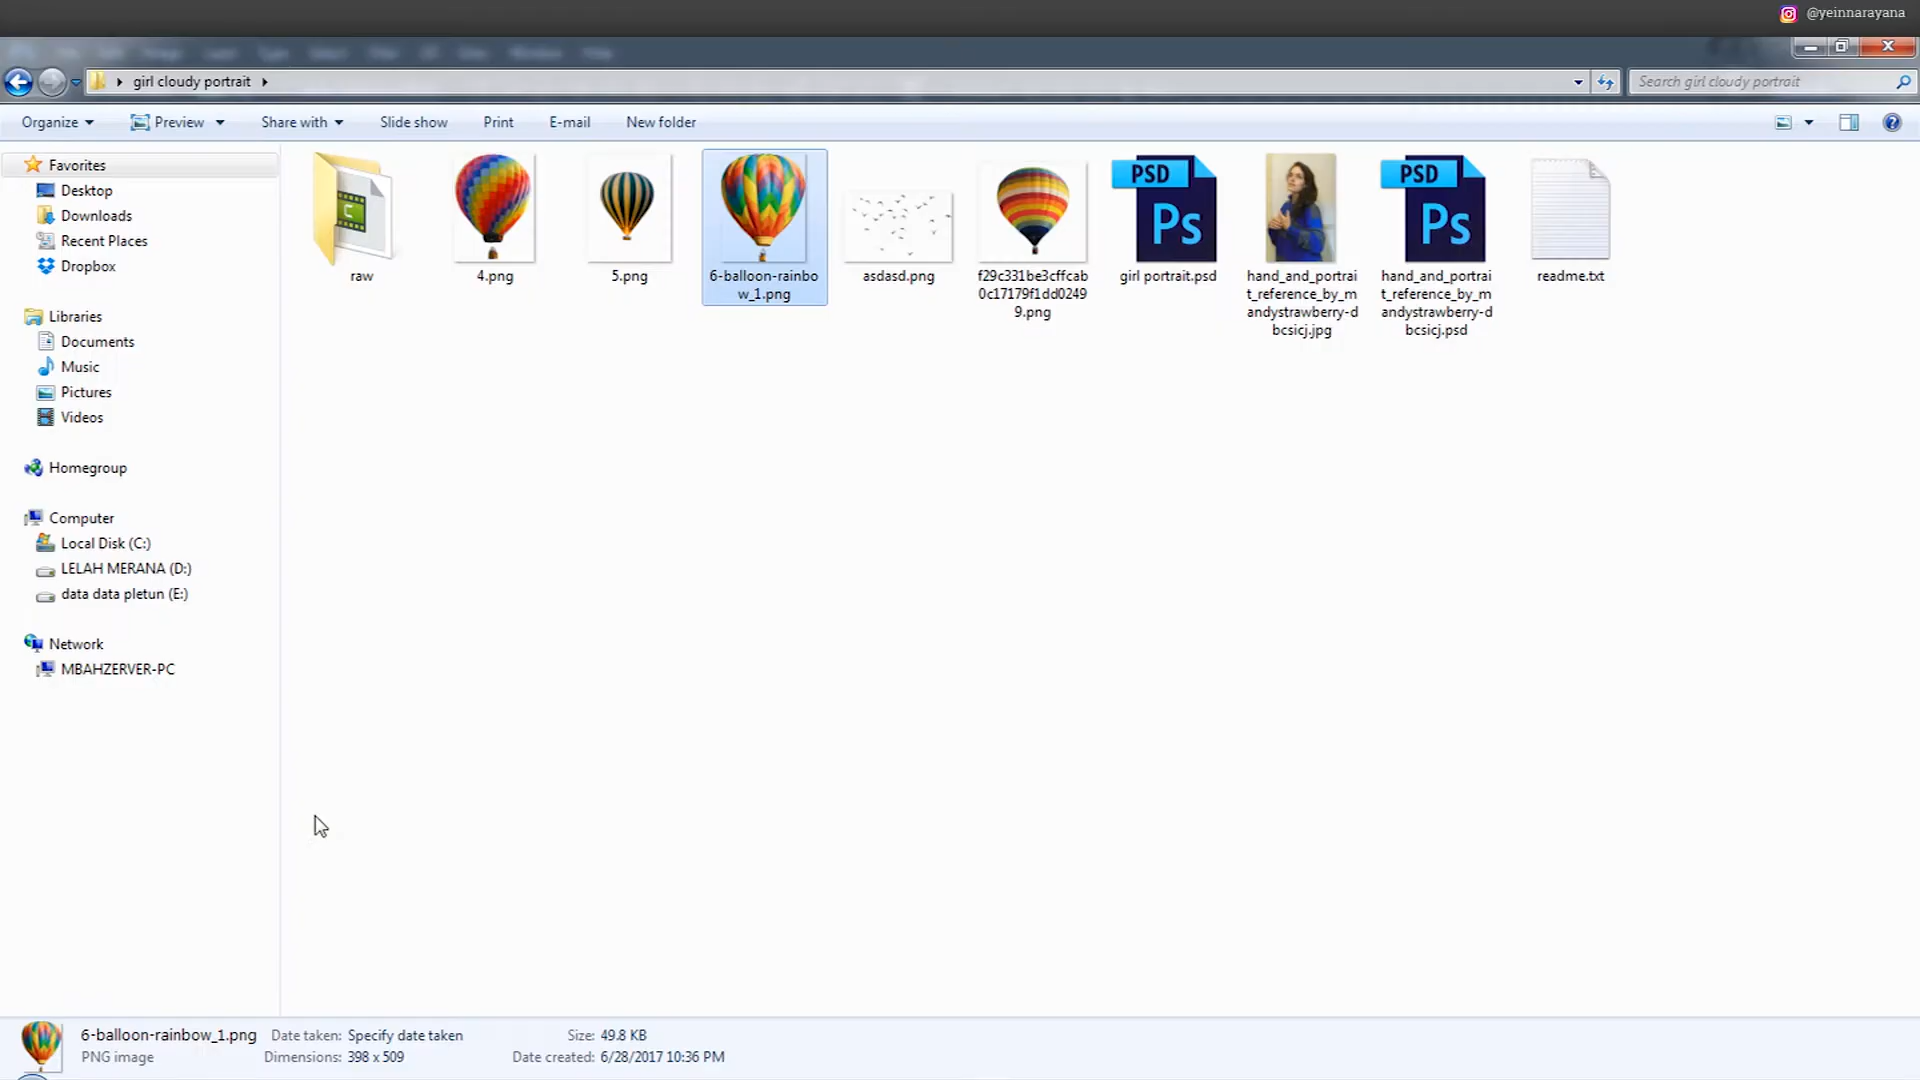 @yeinnarayana
girl cloudy portrait
Search girl cloudy portrait
Organize
Preview
Share with
Slide show
Print
E-mail
New folder
Favorites
Desktop
Downloads
Recent Places
Dropbox
Libraries
Documents
Music
Pictures
Videos
Homegroup
Computer
Local Disk (C:)
LELAH MERANA (D:)
data data pletun (E:)
Network
MBAHZERVER-PC
raw
4.png
5.png
6-balloon-rainbo
w_1.png
asdasd.png
f29c331be3cffcab
0c17179f1dd0249
9.png
PSD
Ps
girl portrait.psd
hand_and_portrai
t_reference_by_m
andystrawberry-d
bcsicj.jpg
PSD
Ps
hand_and_portrai
t_reference_by_m
andystrawberry-d
bcsicj.psd
readme.txt
6-balloon-rainbow_1.png
PNG image
Date taken: Specify date taken
Dimensions: 398 x 509
Size: 49.8 KB
Date created: 6/28/2017 10:36 PM